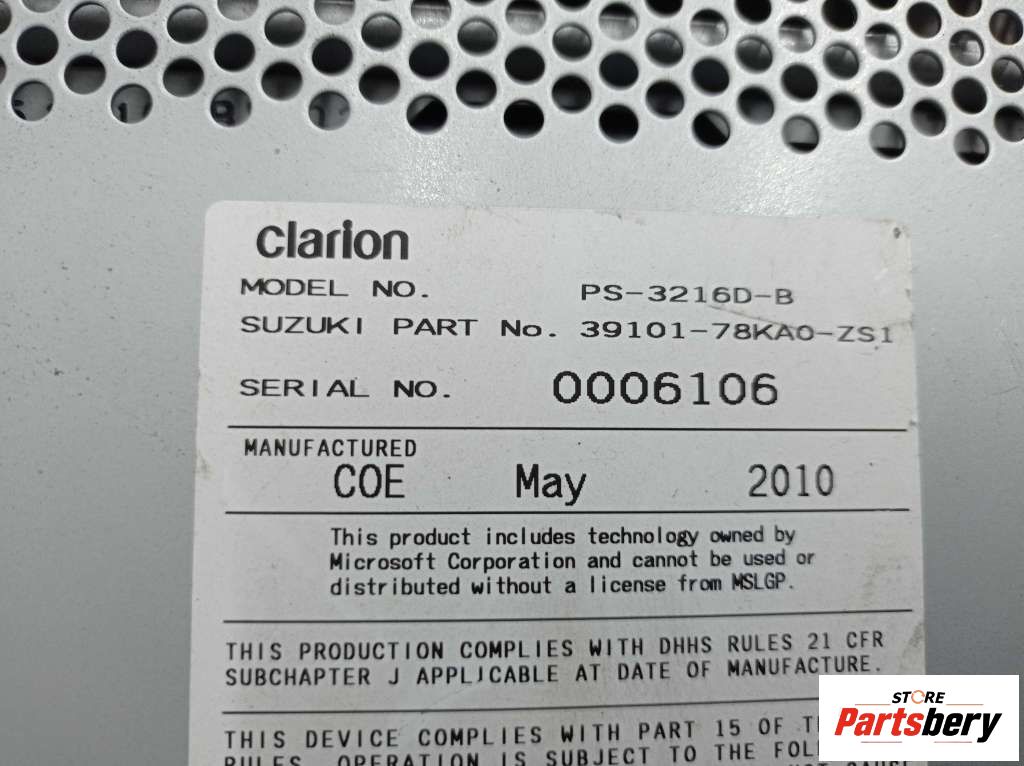 clarion
MODEL NO. PS-3216D-B
SUZUKI PART No. 39101-78KA0-ZS1
SERIAL NO. 0006106
MANUFACTURED
COE May 2010
This product includes technology owned by
Microsoft Corporation and cannot be used or
distributed without a license from MSLGP.
THIS PRODUCTION COMPLIES WITH DHHS RULES 21 CFR
SUBCHAPTER J APPLICABLE AT DATE OF MANUFACTURE.
THIS DEVICE COMPLIES WITH PART 15 OF
RULES. OPERATION IS SUBJECT TO THE
STORE
Partsbery